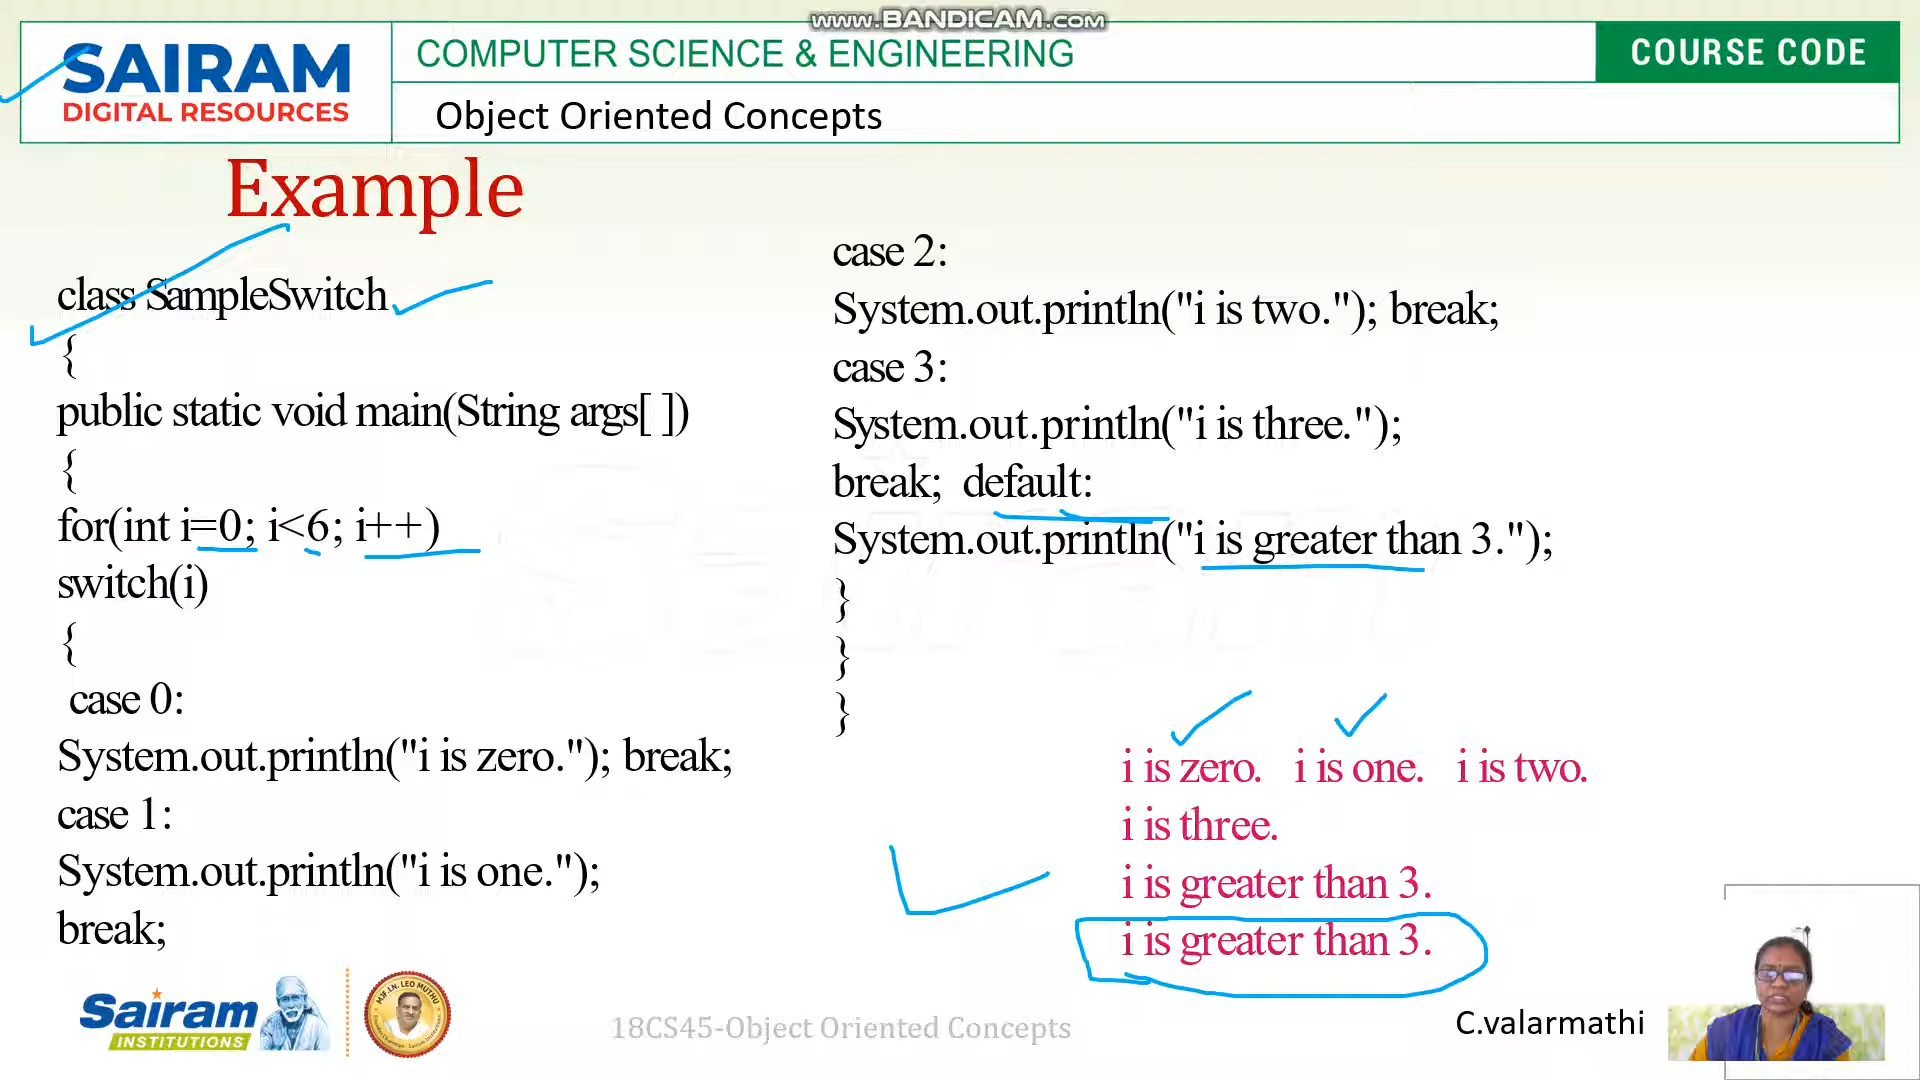 www.BANDICAM.com
SAIRAM
DIGITAL RESOURCES
COMPUTER SCIENCE & ENGINEERING
COURSE CODE
Object Oriented Concepts
Example
class SampleSwitch
{
public static void main(String args[ ])
{
for(int i=0; i<6; i++)
switch(i)
{
case 0:
System.out.println("i is zero."); break;
case 1:
System.out.println("i is one.");
break;
case 2:
System.out.println("i is two."); break;
case 3:
System.out.println("i is three.");
break; default:
System.out.println("i is greater than 3.");
}
}
}
i is zero. i is one. i is two.
i is three.
i is greater than 3.
i is greater than 3.
Sairam
INSTITUTIONS
MJF.LN. LEO MUTHU
18CS45-Object Oriented Concepts
C.valarmathi